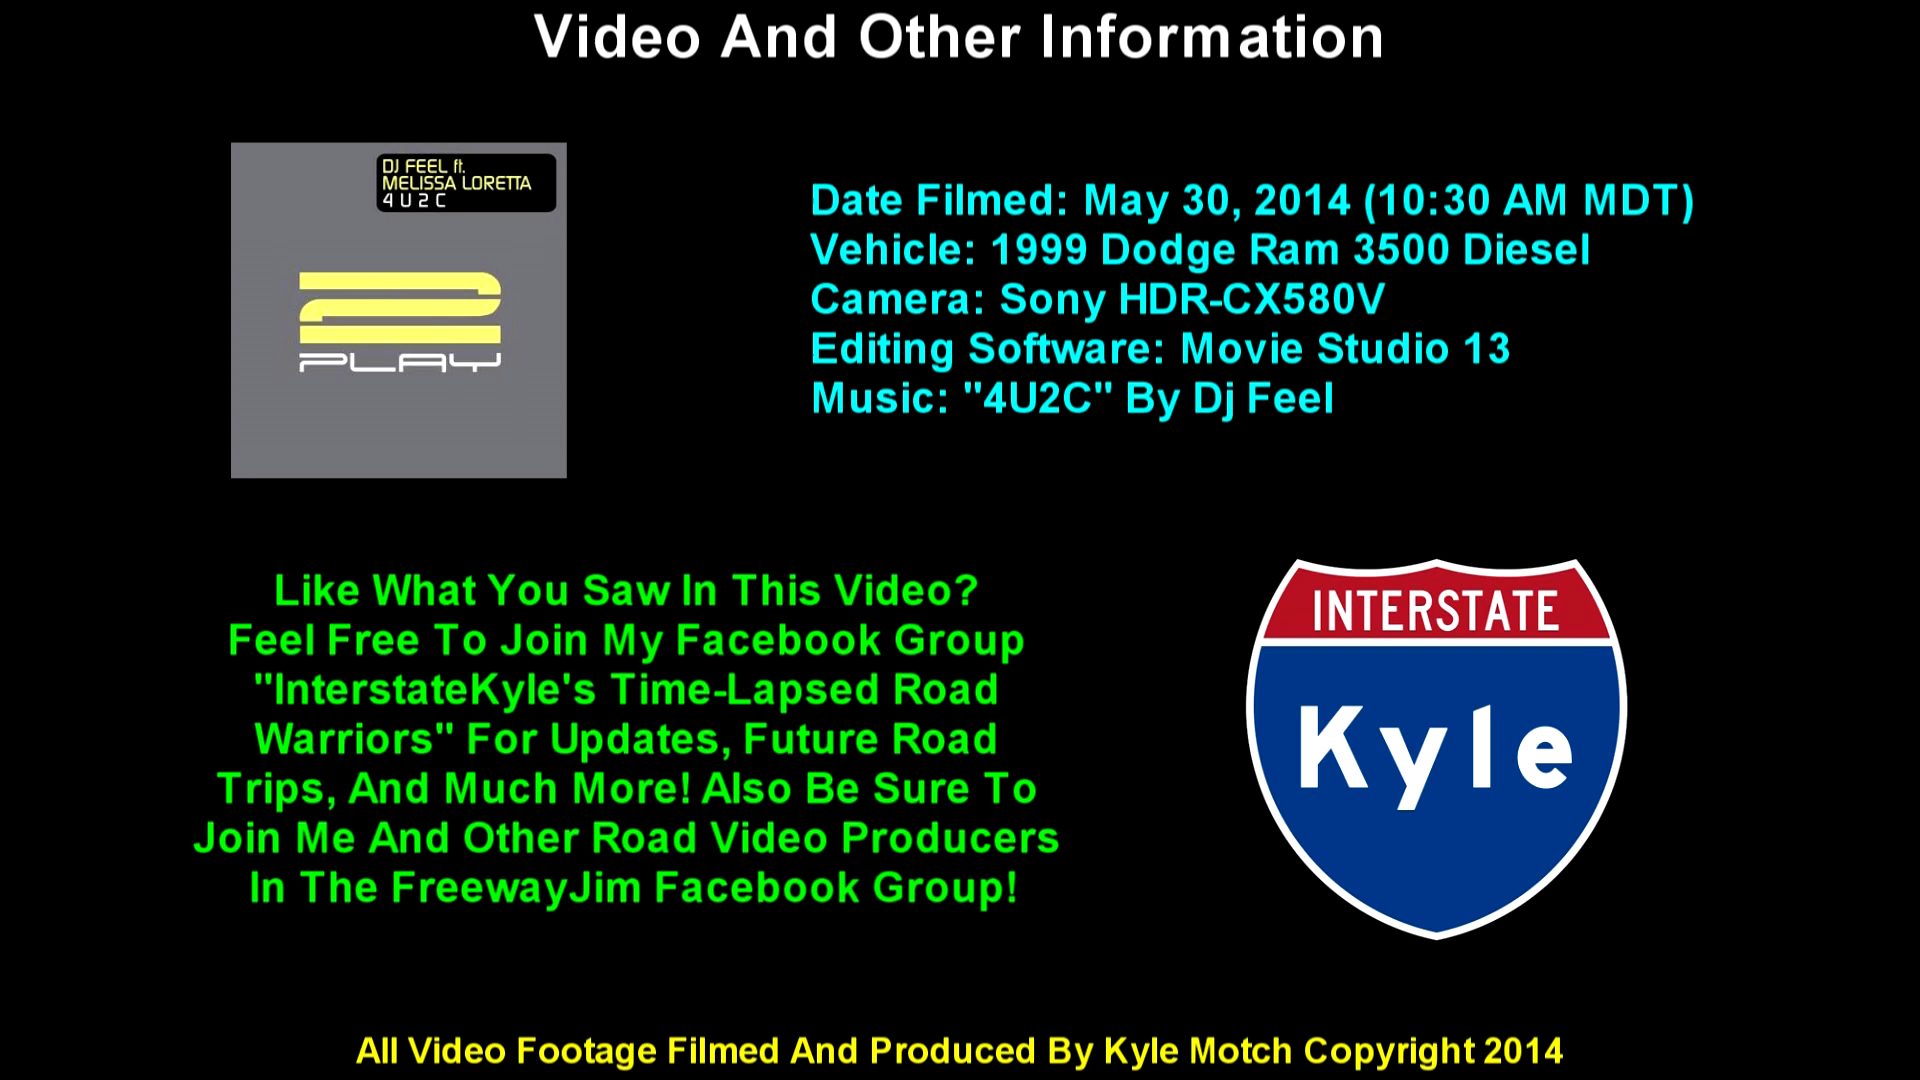 Video And Other Information
DJ FEEL ft.
MELISSA LORETTA
4U2C
2
PLAY
Date Filmed: May 30, 2014 (10:30 AM MDT)
Vehicle: 1999 Dodge Ram 3500 Diesel
Camera: Sony HDR-CX580V
Editing Software: Movie Studio 13
Music: "4U2C" By Dj Feel
Like What You Saw In This Video?
Feel Free To Join My Facebook Group
"InterstateKyle's Time-Lapsed Road
Warriors" For Updates, Future Road
Trips, And Much More! Also Be Sure To
Join Me And Other Road Video Producers
In The FreewayJim Facebook Group!
INTERSTATE
Kyle
All Video Footage Filmed And Produced By Kyle Motch Copyright 2014